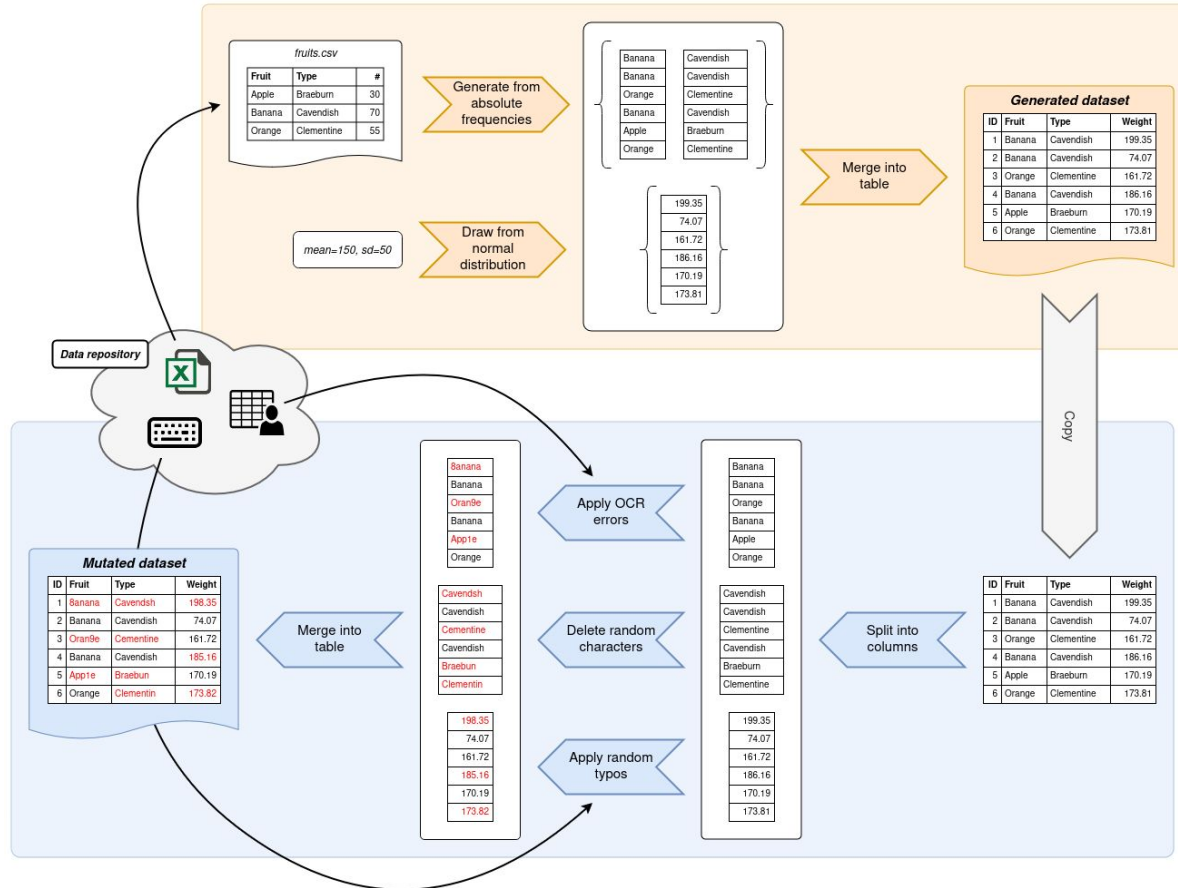 fruits.csv
Fruit Type #
Apple Braeburn 30
Banana Cavendish 70
Orange Clementine 55
Generate from
absolute
frequencies
Banana Cavendish
Banana Cavendish
Orange Clementine
Banana Cavendish
Apple Braeburn
Orange Clementine
mean=150, sd=50
Draw from
normal
distribution
199.35
74.07
161.72
186.16
170.19
173.81
Merge into
table
Generated dataset
ID Fruit Type Weight
1 Banana Cavendish 199.35
2 Banana Cavendish 74.07
3 Orange Clementine 161.72
4 Banana Cavendish 186.16
5 Apple Braeburn 170.19
6 Orange Clementine 173.81
Data repository
X
Copy
ID Fruit Type Weight
1 Banana Cavendish 199.35
2 Banana Cavendish 74.07
3 Orange Clementine 161.72
4 Banana Cavendish 186.16
5 Apple Braeburn 170.19
6 Orange Clementine 173.81
Split into
columns
Banana
Banana
Orange
Banana
Apple
Orange
Cavendish
Cavendish
Clementine
Cavendish
Braeburn
Clementine
199.35
74.07
161.72
186.16
170.19
173.81
Apply OCR
errors
Delete random
characters
Apply random
typos
8anana
Banana
Oran9e
Banana
App1e
Orange
Cavendsh
Cavendish
Cementine
Cavendish
Braebun
Clementin
198.35
74.07
161.72
185.16
170.19
173.82
Merge into
table
Mutated dataset
ID Fruit Type Weight
1 8anana Cavendsh 198.35
2 Banana Cavendish 74.07
3 Oran9e Cementine 161.72
4 Banana Cavendish 185.16
5 App1e Braebun 170.19
6 Orange Clementin 173.82